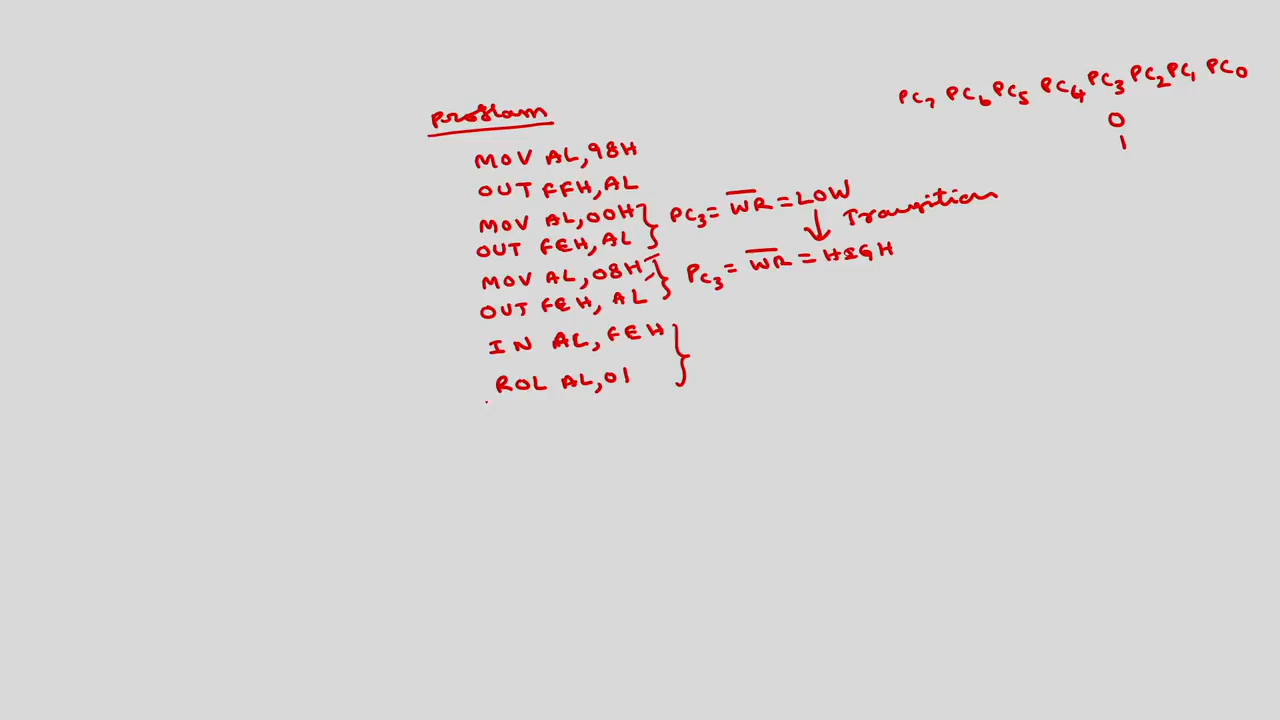 PC7 PC6 PC5 PC4 PC3 PC2 PC1 PC0
0
1
Problam
MOV AL,98H
OUT FFH,AL
MOV AL,00H
OUT FEH,AL
PC3 = WR = LOW
Transition
MOV AL,08H
OUT FEH, AL
PC3 = WR = HIGH
IN AL,FEH
ROL AL,01